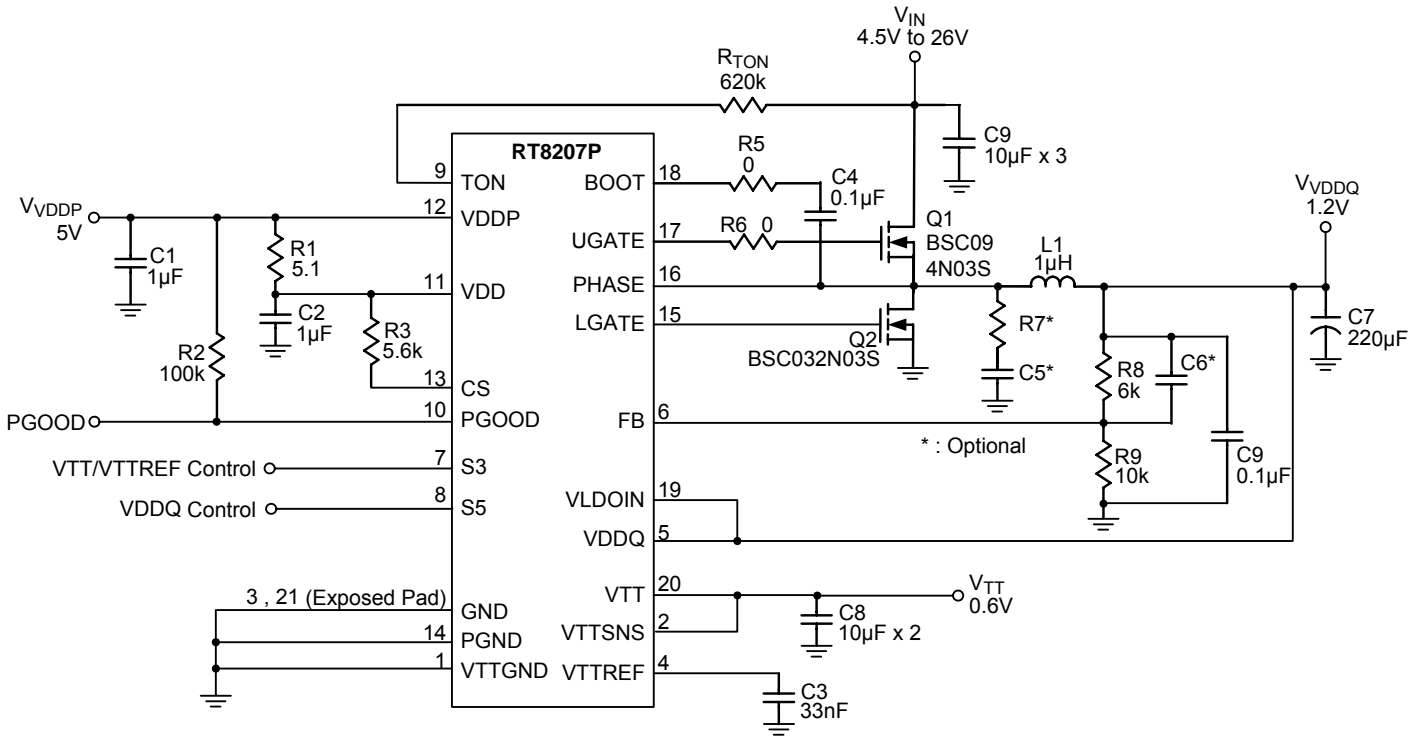 V_IN
4.5V to 26V
R_TON
620k
RT8207P
C9
10µF x 3
R5
0
C4
0.1µF
9
TON
BOOT
18
V_VDDP
5V
12
VDDP
V_VDDQ
1.2V
R6 0
Q1
BSC09
4N03S
UGATE
17
C1
1µF
R1
5.1
L1
1µH
11
VDD
PHASE
16
C2
1µF
R3
5.6k
LGATE
15
Q2
BSC032N03S
R7*
C7
220µF
R2
100k
13
CS
C5*
R8
6k
C6*
PGOOD
10
PGOOD
FB
6
* : Optional
R9
10k
C9
0.1µF
VTT/VTTREF Control
7
S3
VDDQ Control
8
S5
VLDOIN
19
VDDQ
5
3 , 21 (Exposed Pad)
GND
VTT
20
V_TT
0.6V
C8
10µF x 2
14
PGND
VTTSNS
2
1
VTTGND
VTTREF
4
C3
33nF